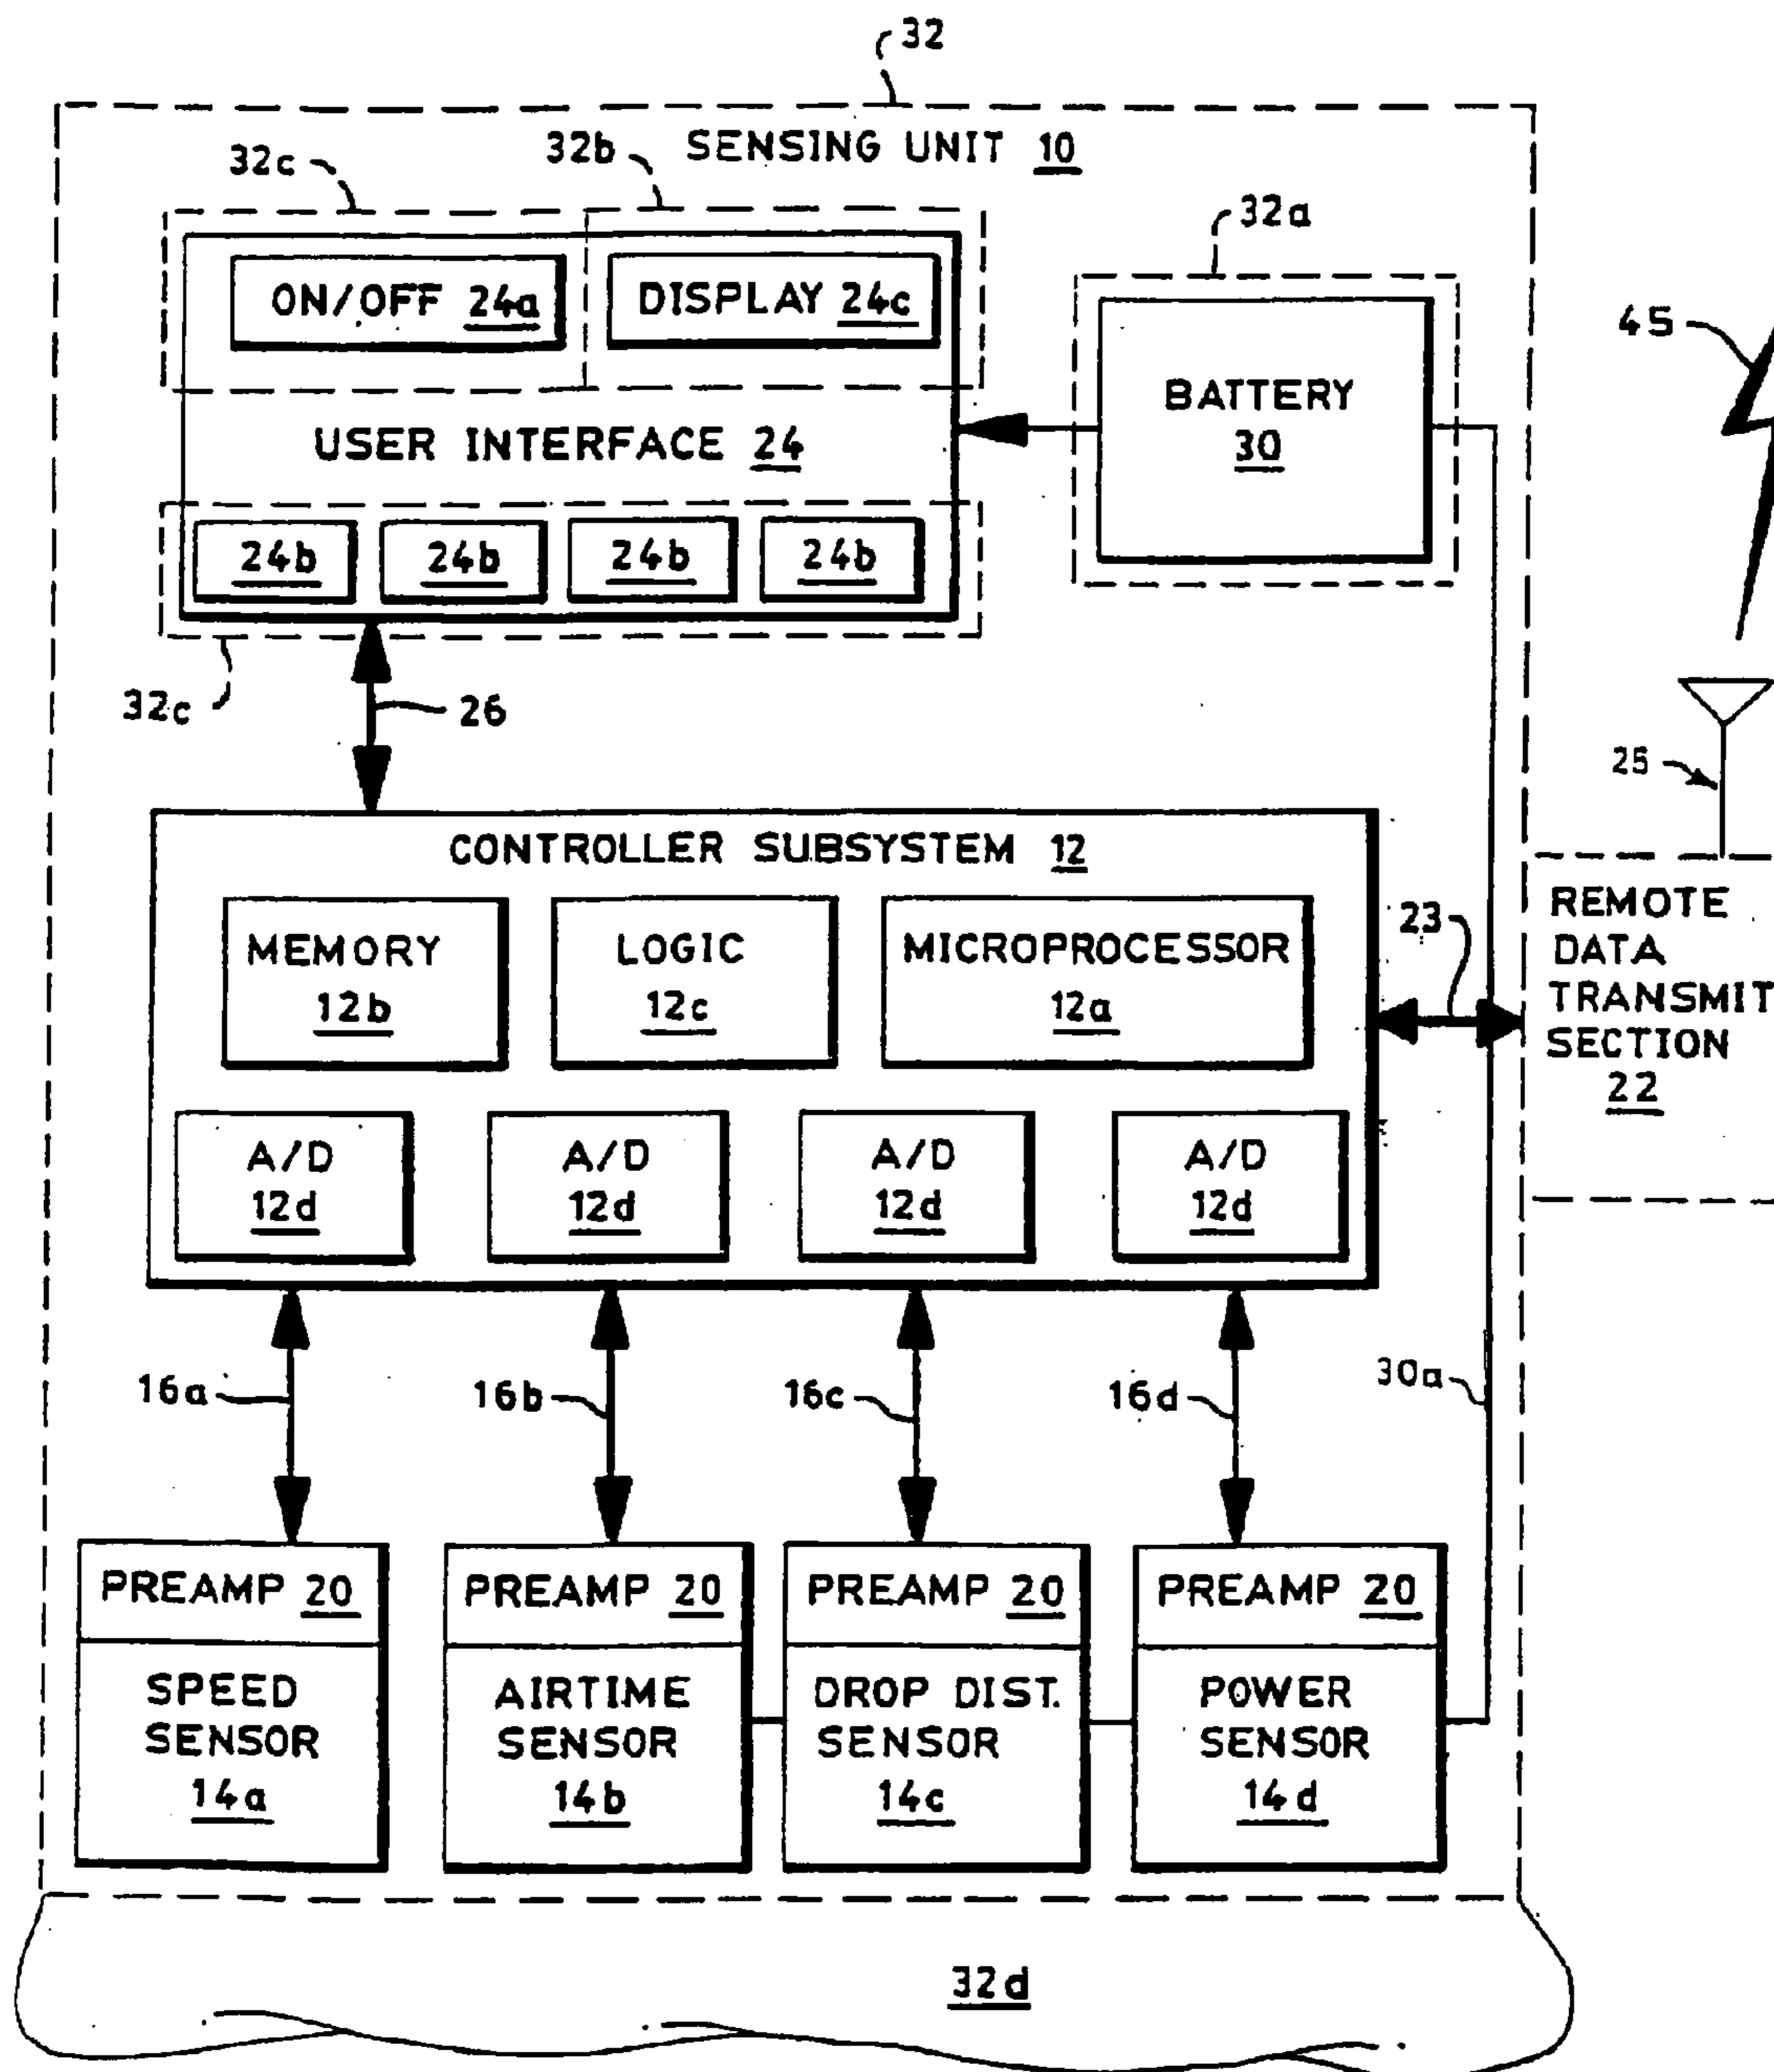 32
SENSING UNIT 10
32c
32b
32a
ON/OFF 24a
DISPLAY 24c
45
BATTERY
30
USER INTERFACE 24
24b 24b 24b 24b
32c
26
25
CONTROLLER SUBSYSTEM 12
MEMORY
12b
LOGIC
12c
MICROPROCESSOR
12a
23
REMOTE
DATA
TRANSMIT
SECTION
22
A/D
12d
A/D
12d
A/D
12d
A/D
12d
16a
16b
16c
16d
30a
PREAMP 20
SPEED
SENSOR
14a
PREAMP 20
AIRTIME
SENSOR
14b
PREAMP 20
DROP DIST.
SENSOR
14c
PREAMP 20
POWER
SENSOR
14d
32d